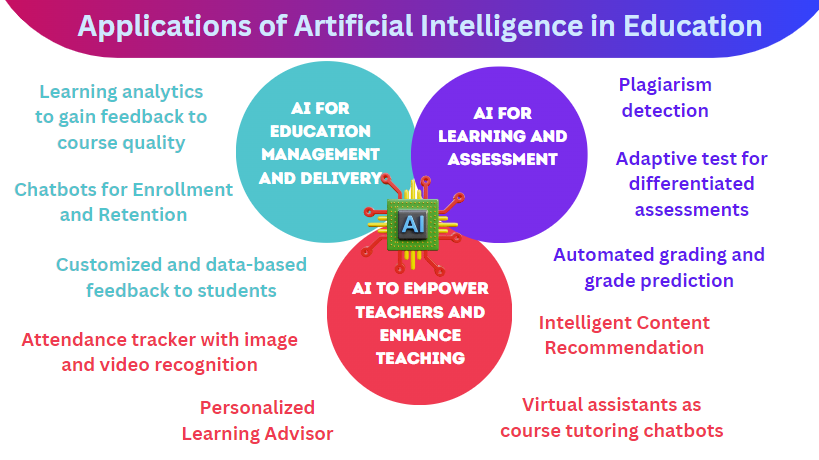 Applications of Artificial Intelligence in Education
Learning analytics
to gain feedback to
course quality
Chatbots for Enrollment
and Retention
Customized and data-based
feedback to students
AI FOR
EDUCATION
MANAGEMENT
AND DELIVERY
AI FOR
LEARNING AND
ASSESSMENT
Plagiarism
detection
Adaptive test for
differentiated
assessments
Automated grading and
grade prediction
AI
AI TO EMPOWER
TEACHERS AND
ENHANCE
TEACHING
Attendance tracker with image
and video recognition
Personalized
Learning Advisor
Intelligent Content
Recommendation
Virtual assistants as
course tutoring chatbots